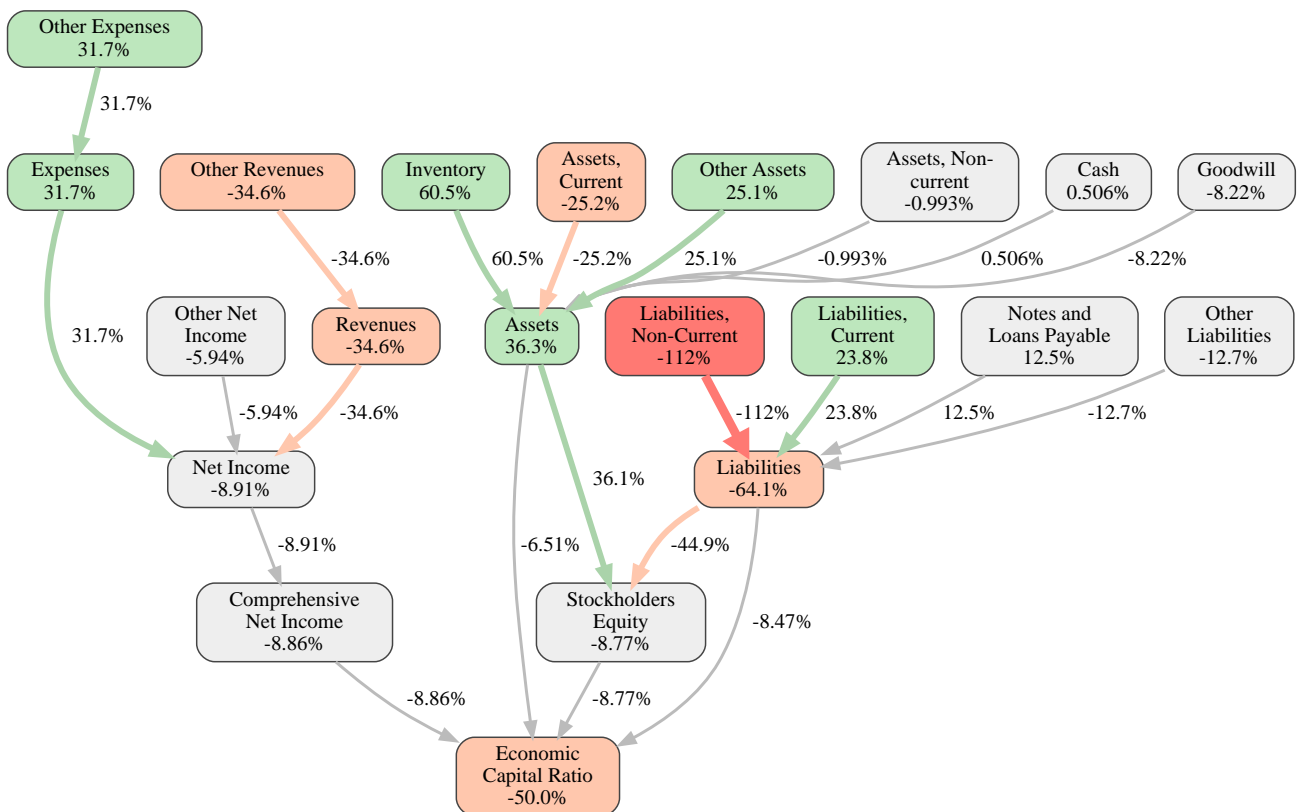 Other Expenses
31.7%
31.7%
Expenses
31.7%
Other Revenues
-34.6%
Inventory
60.5%
Assets,
Current
-25.2%
Other Assets
25.1%
Assets, Non-
current
-0.993%
Cash
0.506%
Goodwill
-8.22%
-34.6%
60.5%
-25.2%
25.1%
-0.993%
0.506%
-8.22%
31.7%
Other Net
Income
-5.94%
Revenues
-34.6%
Assets
36.3%
Liabilities,
Non-Current
-112%
Liabilities,
Current
23.8%
Notes and
Loans Payable
12.5%
Other
Liabilities
-12.7%
-5.94%
-34.6%
-112%
23.8%
12.5%
-12.7%
Net Income
-8.91%
36.1%
Liabilities
-64.1%
-8.91%
-6.51%
-44.9%
Comprehensive
Net Income
-8.86%
Stockholders
Equity
-8.77%
-8.47%
-8.86%
-8.77%
Economic
Capital Ratio
-50.0%